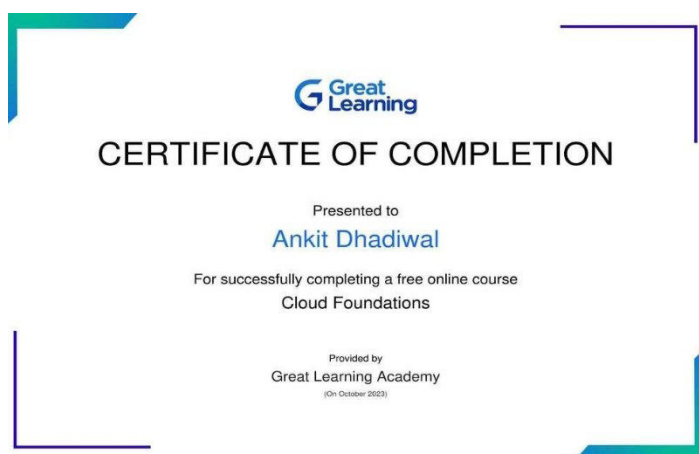 Great
Learning
CERTIFICATE OF COMPLETION
Presented to
Ankit Dhadiwal
For successfully completing a free online course
Cloud Foundations
Provided by
Great Learning Academy
(On October 2023)